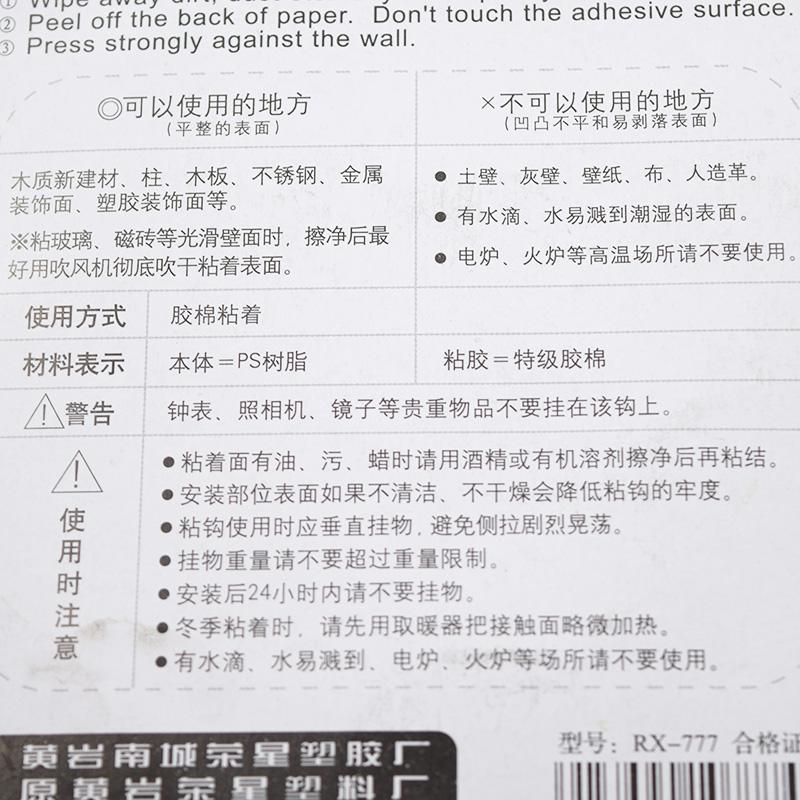 ① Wipe away dirt, dust
② Peel off the back of paper. Don't touch the adhesive surface.
③ Press strongly against the wall.
◎可以使用的地方
(平整的表面)
×不可以使用的地方
(凹凸不平和易剥落表面)
木质新建材、柱、木板、不锈钢、金属
装饰面、塑胶装饰面等。
※粘玻璃、磁砖等光滑壁面时,擦净后最
好用吹风机彻底吹干粘着表面。
● 土壁、灰壁、壁纸、布、人造革。
● 有水滴、水易溅到潮湿的表面。
● 电炉、火炉等高温场所请不要使用。
使用方式 胶棉粘着
材料表示 本体=PS树脂 粘胶=特级胶棉
警告 钟表、照相机、镜子等贵重物品不要挂在该钩上。
使用时注意
●粘着面有油、污、蜡时请用酒精或有机溶剂擦净后再粘结。
●安装部位表面如果不清洁、不干燥会降低粘钩的牢度。
●粘钩使用时应垂直挂物,避免侧拉剧烈晃荡。
●挂物重量请不要超过重量限制。
●安装后24小时内请不要挂物。
●冬季粘着时,请先用取暖器把接触面略微加热。
●有水滴、水易溅到、电炉、火炉等场所请不要使用。
黄岩南城荣星塑胶厂
原黄岩荣星塑料厂
型号:RX-777 合格证